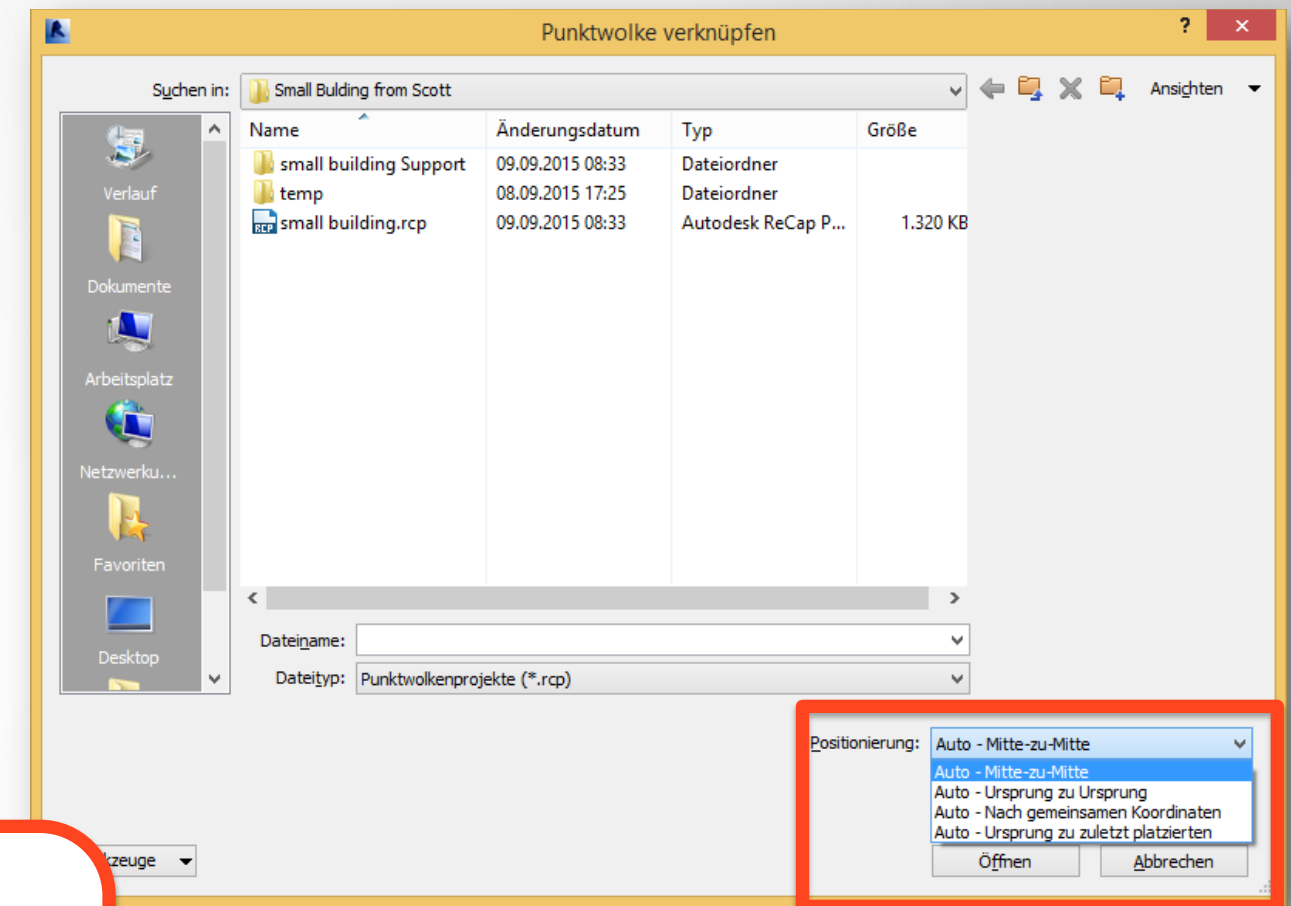 Punktwolke verknüpfen
?
Suchen in: Small Bulding from Scott Ansichten
Name Änderungsdatum Typ Größe
small building Support 09.09.2015 08:33 Dateiordner
temp 08.09.2015 17:25 Dateiordner
RCP small building.rcp 09.09.2015 08:33 Autodesk ReCap P... 1.320 KB
Verlauf
Dokumente
Arbeitsplatz
Netzwerku...
Favoriten
Desktop
Dateiname:
Dateityp: Punktwolkenprojekte (*.rcp)
Positionierung: Auto - Mitte-zu-Mitte
Auto - Mitte-zu-Mitte
Auto - Ursprung zu Ursprung
Auto - Nach gemeinsamen Koordinaten
Auto - Ursprung zu zuletzt platzierten
kzeuge Öffnen Abbrechen